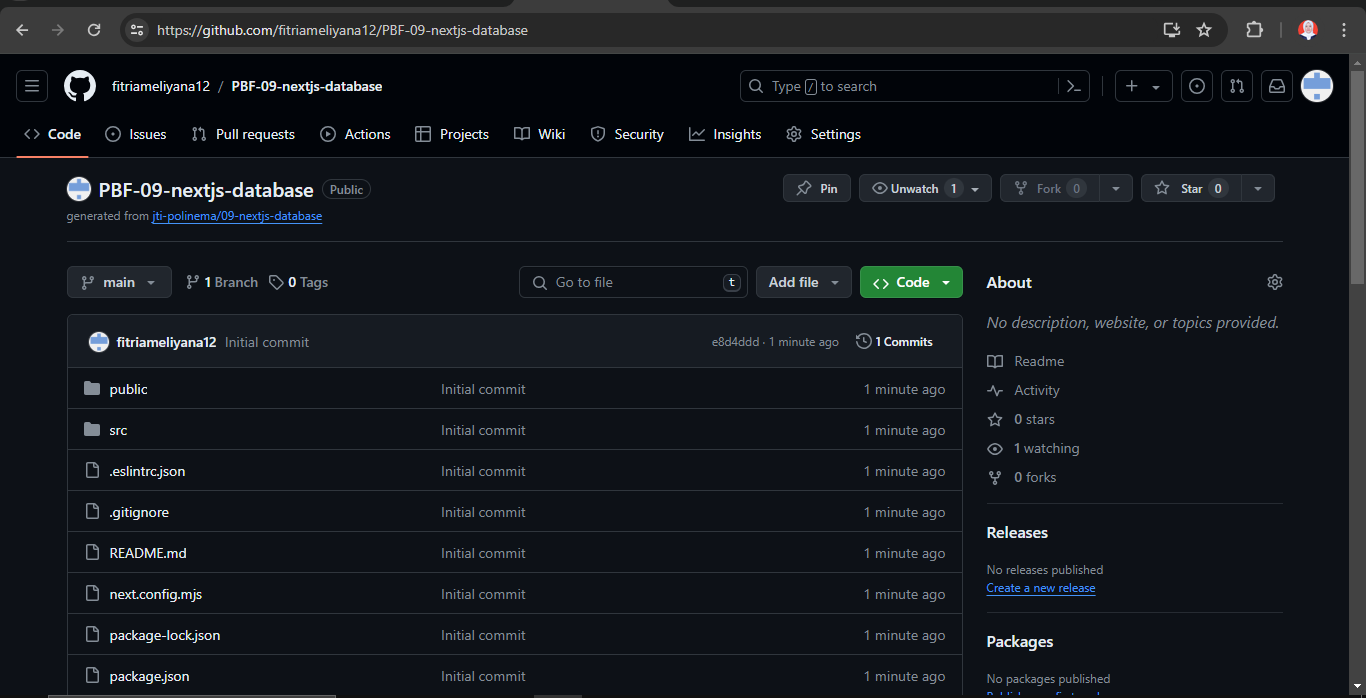 https://github.com/fitriameliyana12/PBF-09-nextjs-database
fitriameliyana12 / PBF-09-nextjs-database
Type / to search
Code
Issues
Pull requests
Actions
Projects
Wiki
Security
Insights
Settings
PBF-09-nextjs-database Public
Pin
Unwatch 1
Fork 0
Star 0
generated from jti-polinema/09-nextjs-database
main
1 Branch
0 Tags
Go to file t
Add file
Code
fitriameliyana12 Initial commit
e8d4ddd · 1 minute ago
1 Commits
public Initial commit 1 minute ago
src Initial commit 1 minute ago
.eslintrc.json Initial commit 1 minute ago
.gitignore Initial commit 1 minute ago
README.md Initial commit 1 minute ago
next.config.mjs Initial commit 1 minute ago
package-lock.json Initial commit 1 minute ago
package.json Initial commit 1 minute ago
About
No description, website, or topics provided.
Readme
Activity
0 stars
1 watching
0 forks
Releases
No releases published
Create a new release
Packages
No packages published